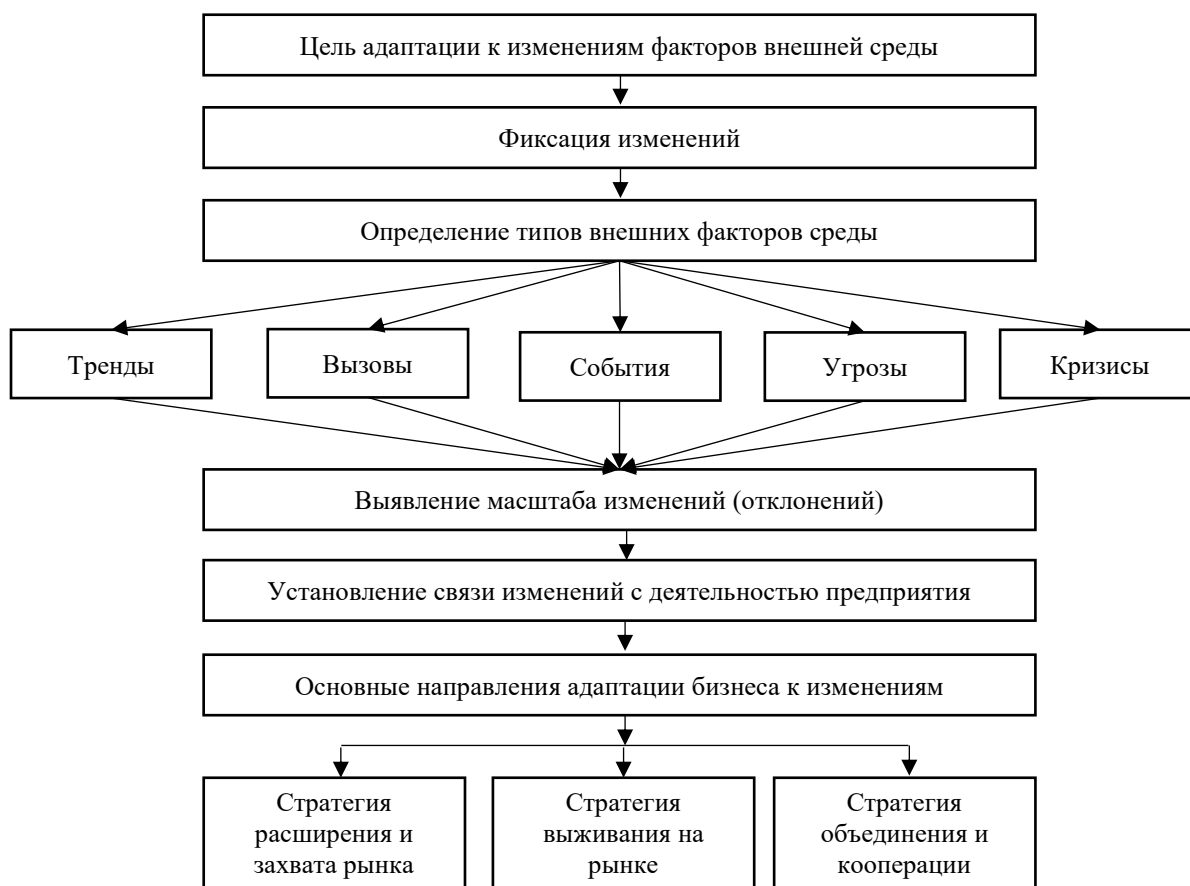 Цель адаптации к изменениям факторов внешней среды
Фиксация изменений
Определение типов внешних факторов среды
Тренды
Вызовы
События
Угрозы
Кризисы
Выявление масштаба изменений (отклонений)
Установление связи изменений с деятельностью предприятия
Основные направления адаптации бизнеса к изменениям
Стратегия
расширения и
захвата рынка
Стратегия
выживания на
рынке
Стратегия
объединения и
кооперации